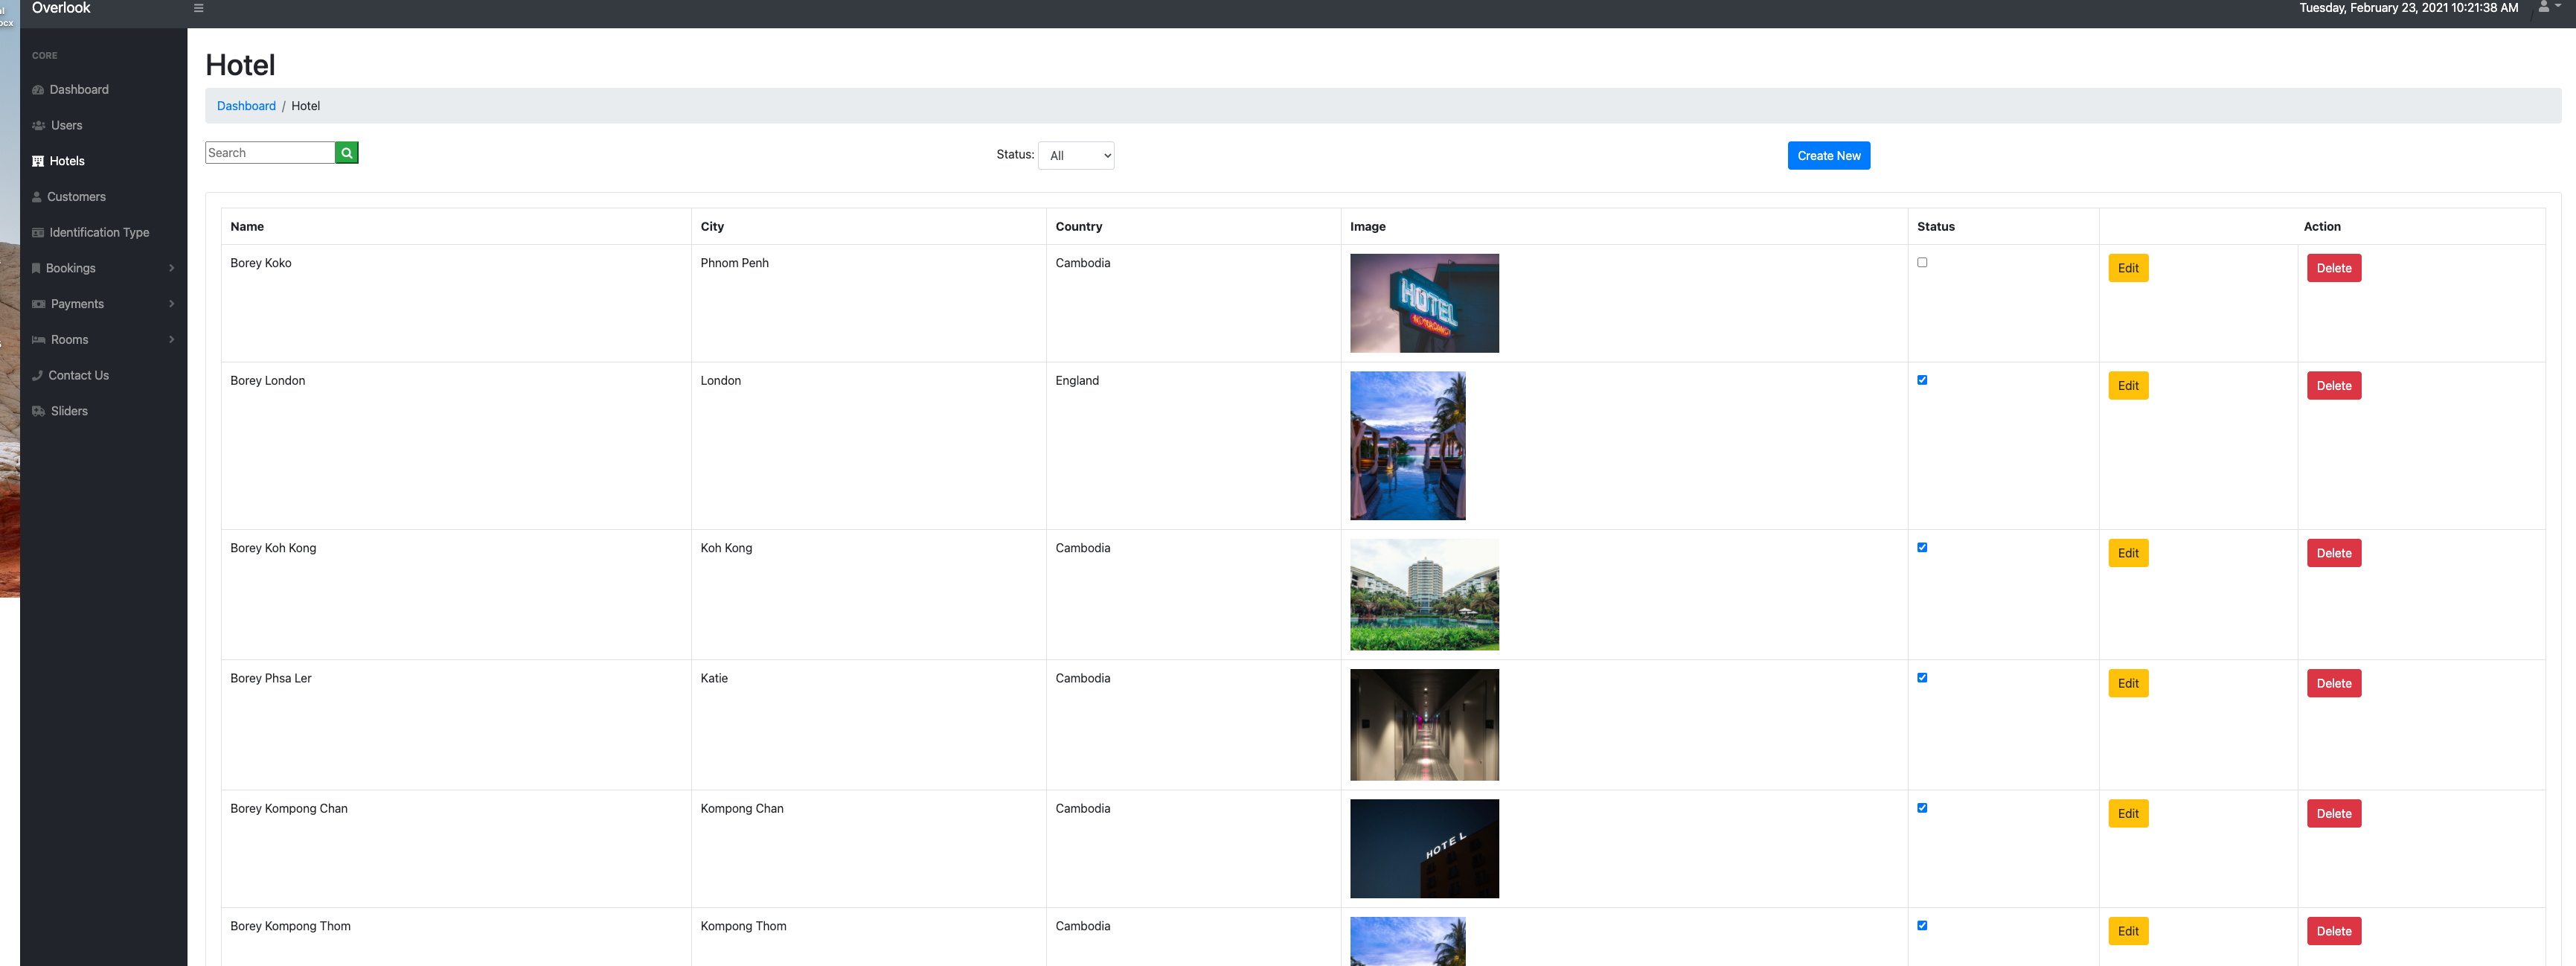 Overlook
Tuesday, February 23, 2021 10:21:38 AM
ocx
CORE
Dashboard
Users
Hotels
Customers
Identification Type
Bookings
Payments
Rooms
Contact Us
Sliders
Hotel
Dashboard / Hotel
Search
Status: All
Create New
Name City Country Image Status Action
Borey Koko Phnom Penh Cambodia Edit Delete
HOTEL
Borey London London England Edit Delete
Borey Koh Kong Koh Kong Cambodia Edit Delete
Borey Phsa Ler Katie Cambodia Edit Delete
Borey Kompong Chan Kompong Chan Cambodia Edit Delete
HOTEL
Borey Kompong Thom Kompong Thom Cambodia Edit Delete